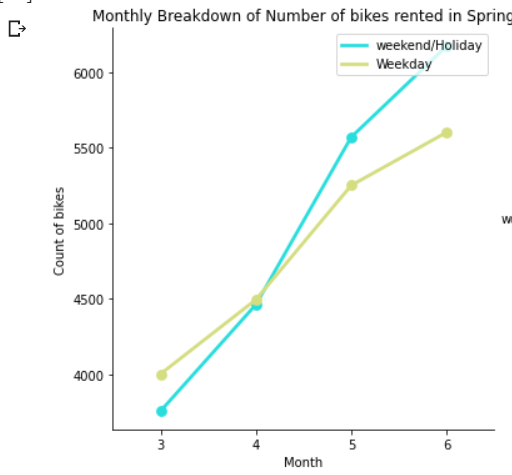 Monthly Breakdown of Number of bikes rented in Spring
weekend/Holiday
Weekday
6000
5500
5000
4500
4000
Count of bikes
3 4 5 6
Month